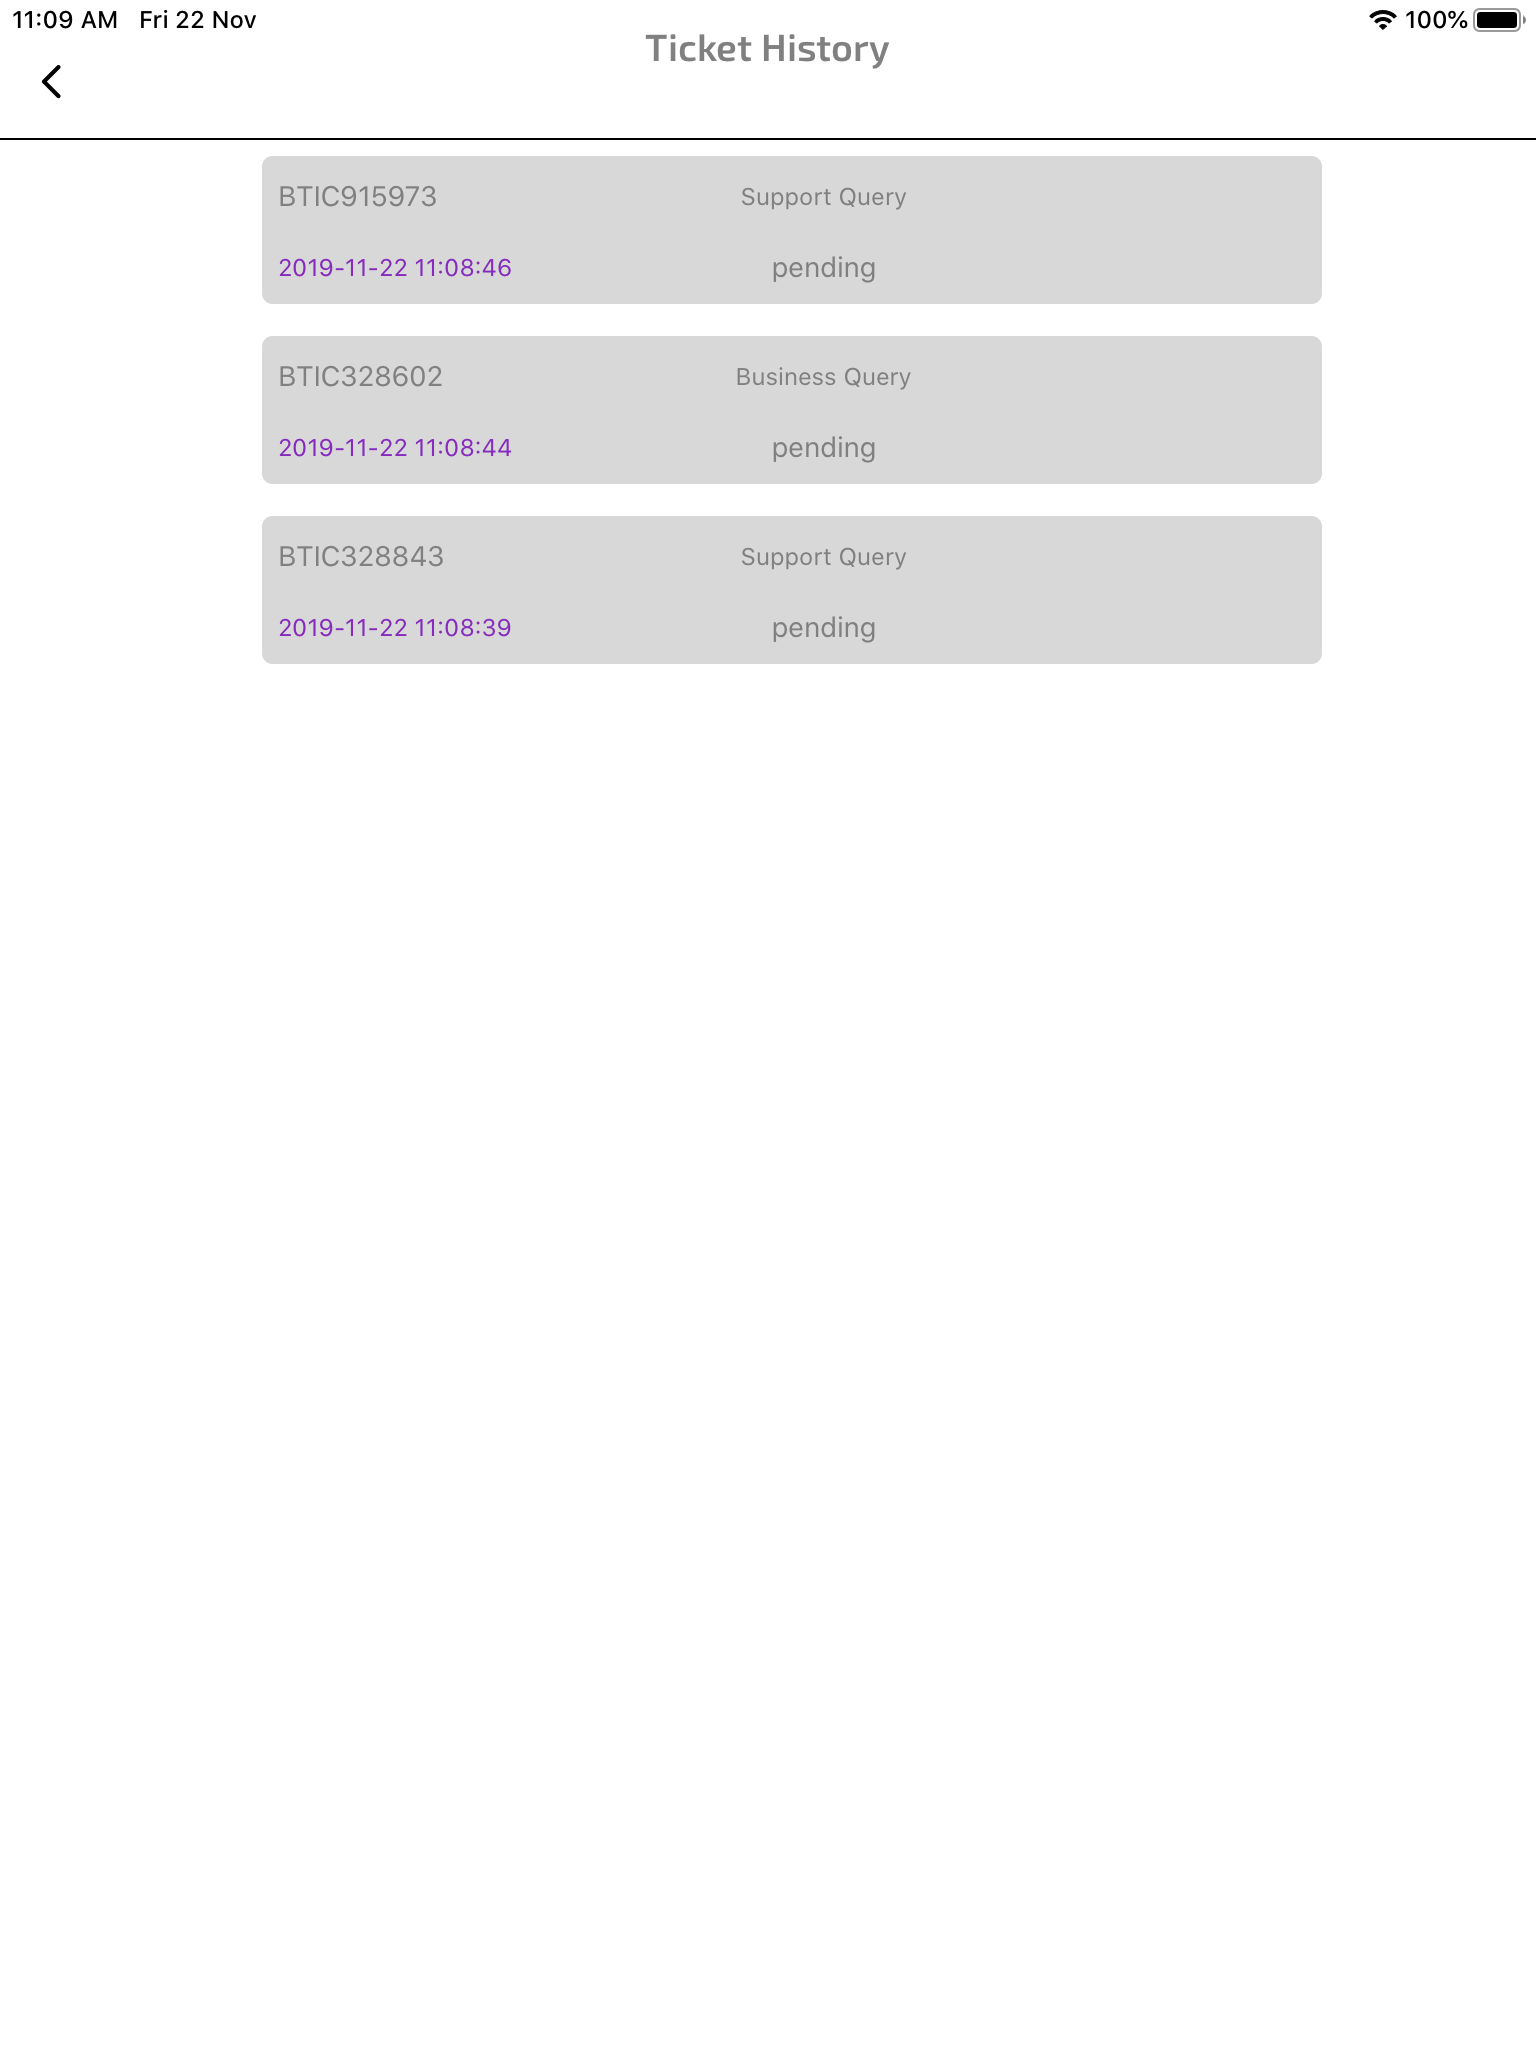 11:09 AM Fri 22 Nov 100%
Ticket History
BTIC915973 Support Query
2019-11-22 11:08:46 pending
BTIC328602 Business Query
2019-11-22 11:08:44 pending
BTIC328843 Support Query
2019-11-22 11:08:39 pending